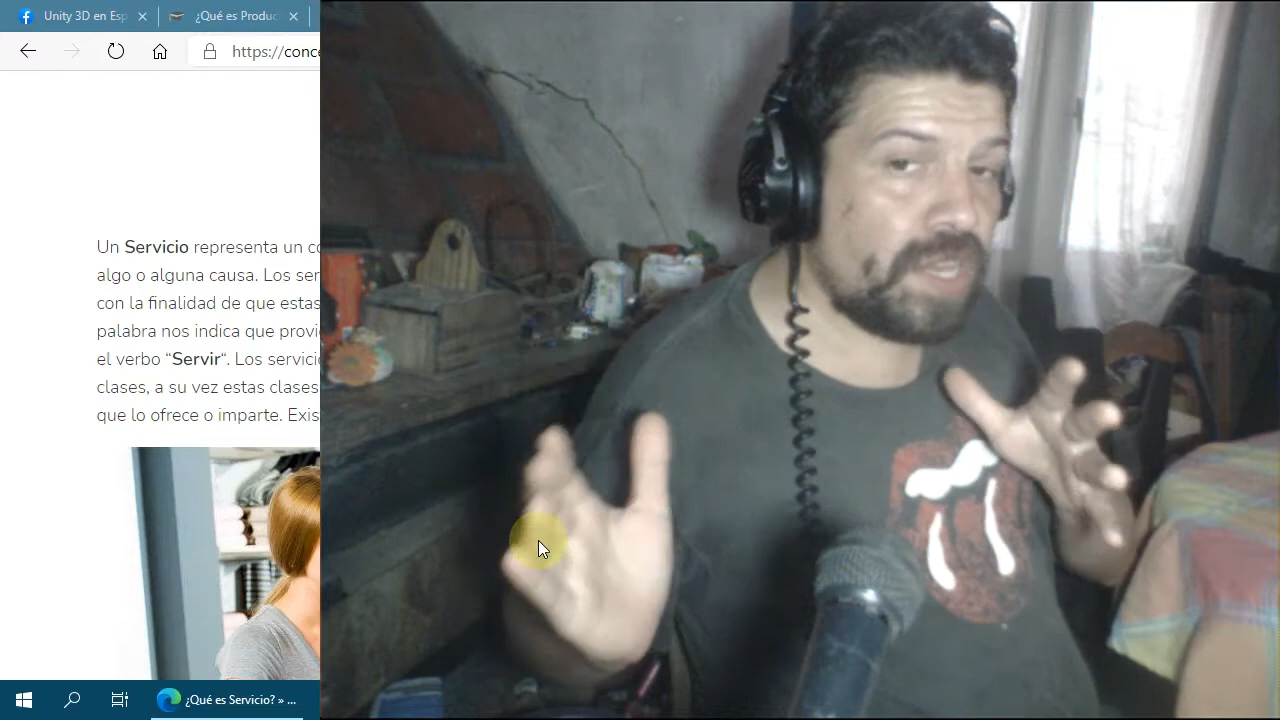 Unity 3D en Esp
¿Qué es Produc
https://conce
Un Servicio representa un co
algo o alguna causa. Los ser
con la finalidad de que estas
palabra nos indica que provi
el verbo “Servir“. Los servicio
clases, a su vez estas clases
que lo ofrece o imparte. Exis
¿Qué es Servicio? » ...